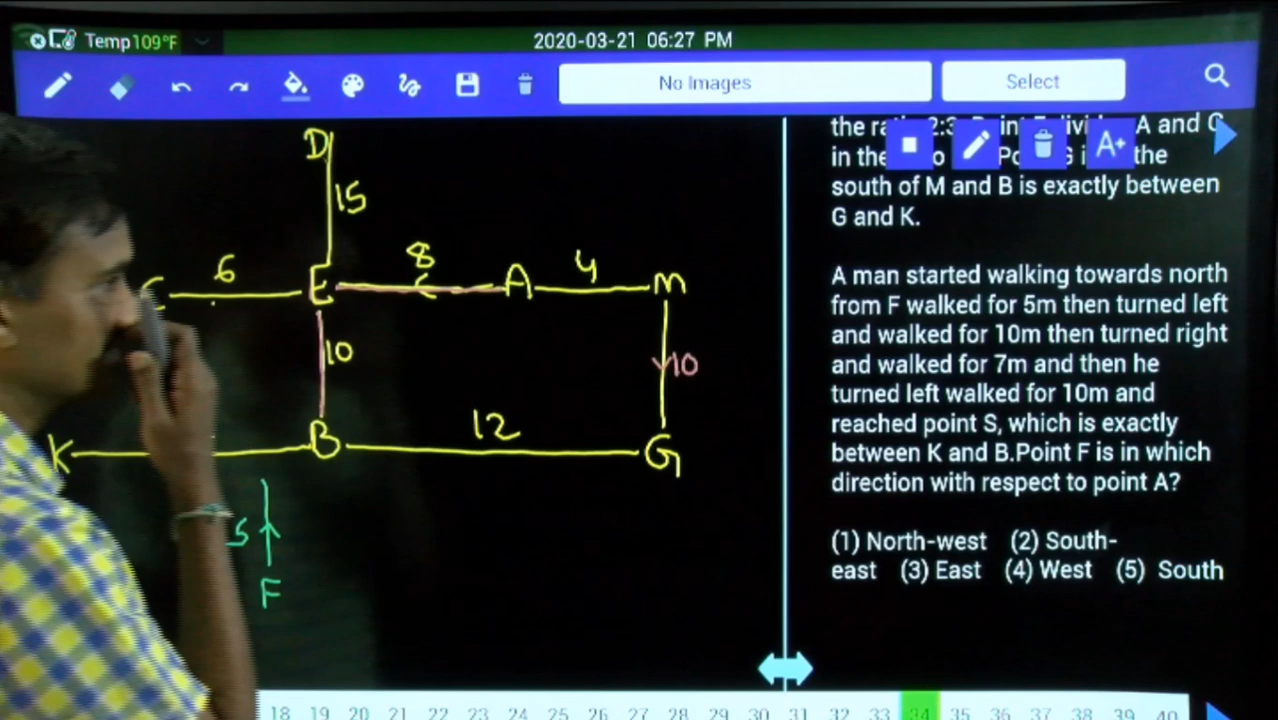 Temp109°F
2020-03-21 06:27 PM
No Images
Select
A+
D
15
6
E
8
A
4
M
10
10
K
B
12
G
5
F
the
south of M and B is exactly between
G and K.
A man started walking towards north
from F walked for 5m then turned left
and walked for 10m then turned right
and walked for 7m and then he
turned left walked for 10m and
reached point S, which is exactly
between K and B.Point F is in which
direction with respect to point A?
(1) North-west (2) South-
east (3) East (4) West (5) South
18 19 20 21 22 23 24 25 26 27 28 29 30 31 32 33 34 35 36 37 38 39 40